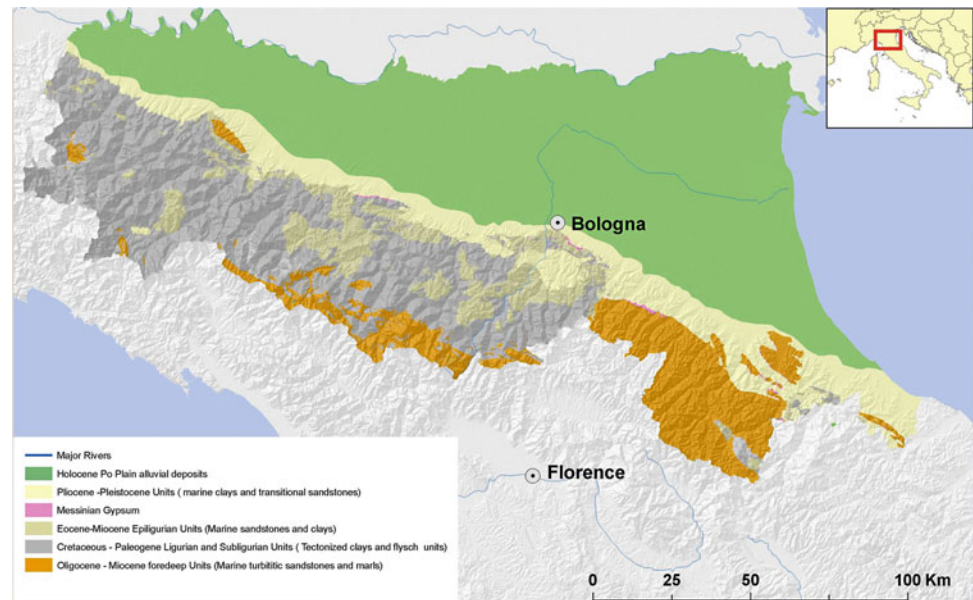 Bologna
Florence
Major Rivers
Holocene Po Plain alluvial deposits
Pliocene -Pleistocene Units ( marine clays and transitional sandstones)
Messinian Gypsum
Eocene-Miocene Epiligurian Units (Marine sandstones and clays)
Cretaceous - Paleogene Ligurian and Subligurian Units ( Tectonized clays and flysch units)
Oligocene - Miocene foredeep Units (Marine turbititic sandstones and marls)
0 25 50 100 Km